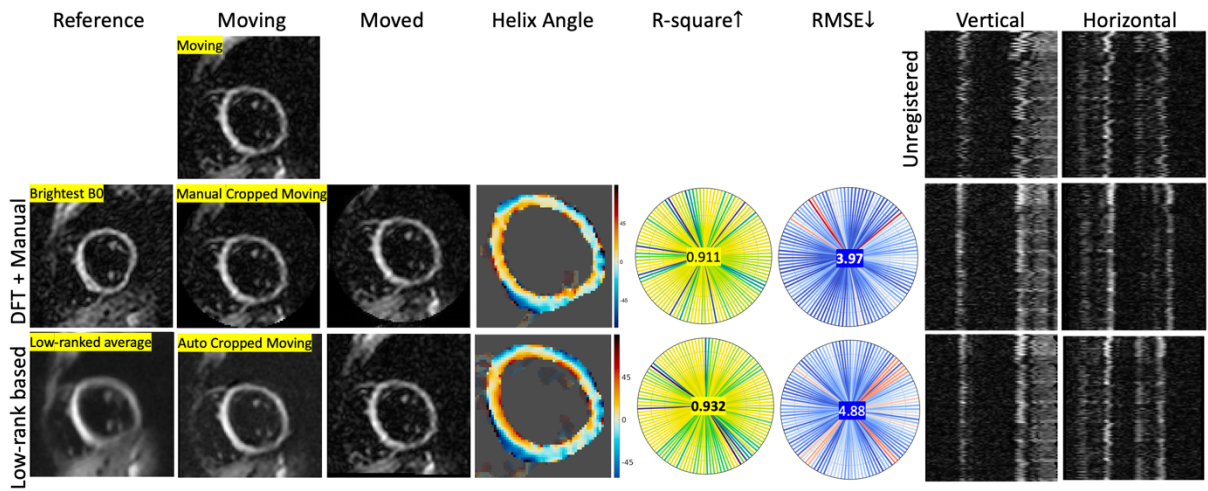 Reference Moving Moved Helix Angle R-square↑ RMSE↓ Vertical Horizontal
Moving
Unregistered
DFT + Manual
Brightest B0
Manual Cropped Moving
45
0
-45
0.911
3.97
Low-rank based
Low-ranked average
Auto Cropped Moving
45
0
-45
0.932
4.88